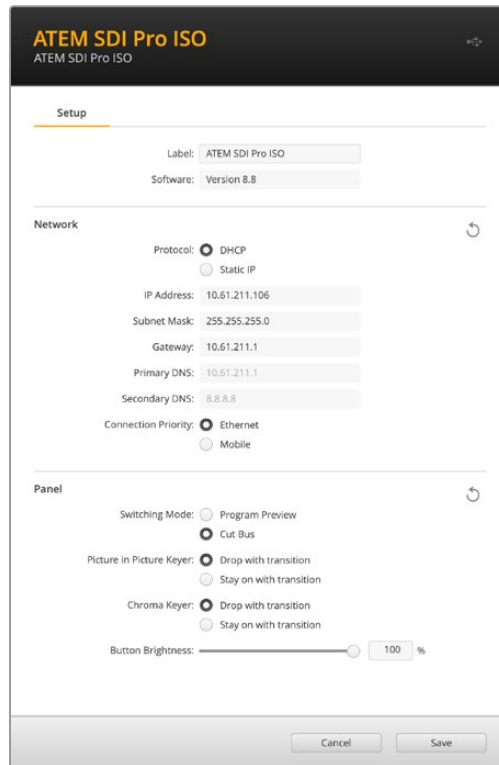 ATEM SDI Pro ISO
ATEM SDI Pro ISO
Setup
Label: ATEM SDI Pro ISO
Software: Version 8.8
Network
Protocol: DHCP
Static IP
IP Address: 10.61.211.106
Subnet Mask: 255.255.255.0
Gateway: 10.61.211.1
Primary DNS: 10.61.211.1
Secondary DNS: 8.8.8.8
Connection Priority: Ethernet
Mobile
Panel
Switching Mode: Program Preview
Cut Bus
Picture in Picture Keyer: Drop with transition
Stay on with transition
Chroma Keyer: Drop with transition
Stay on with transition
Button Brightness: 100 %
Cancel Save